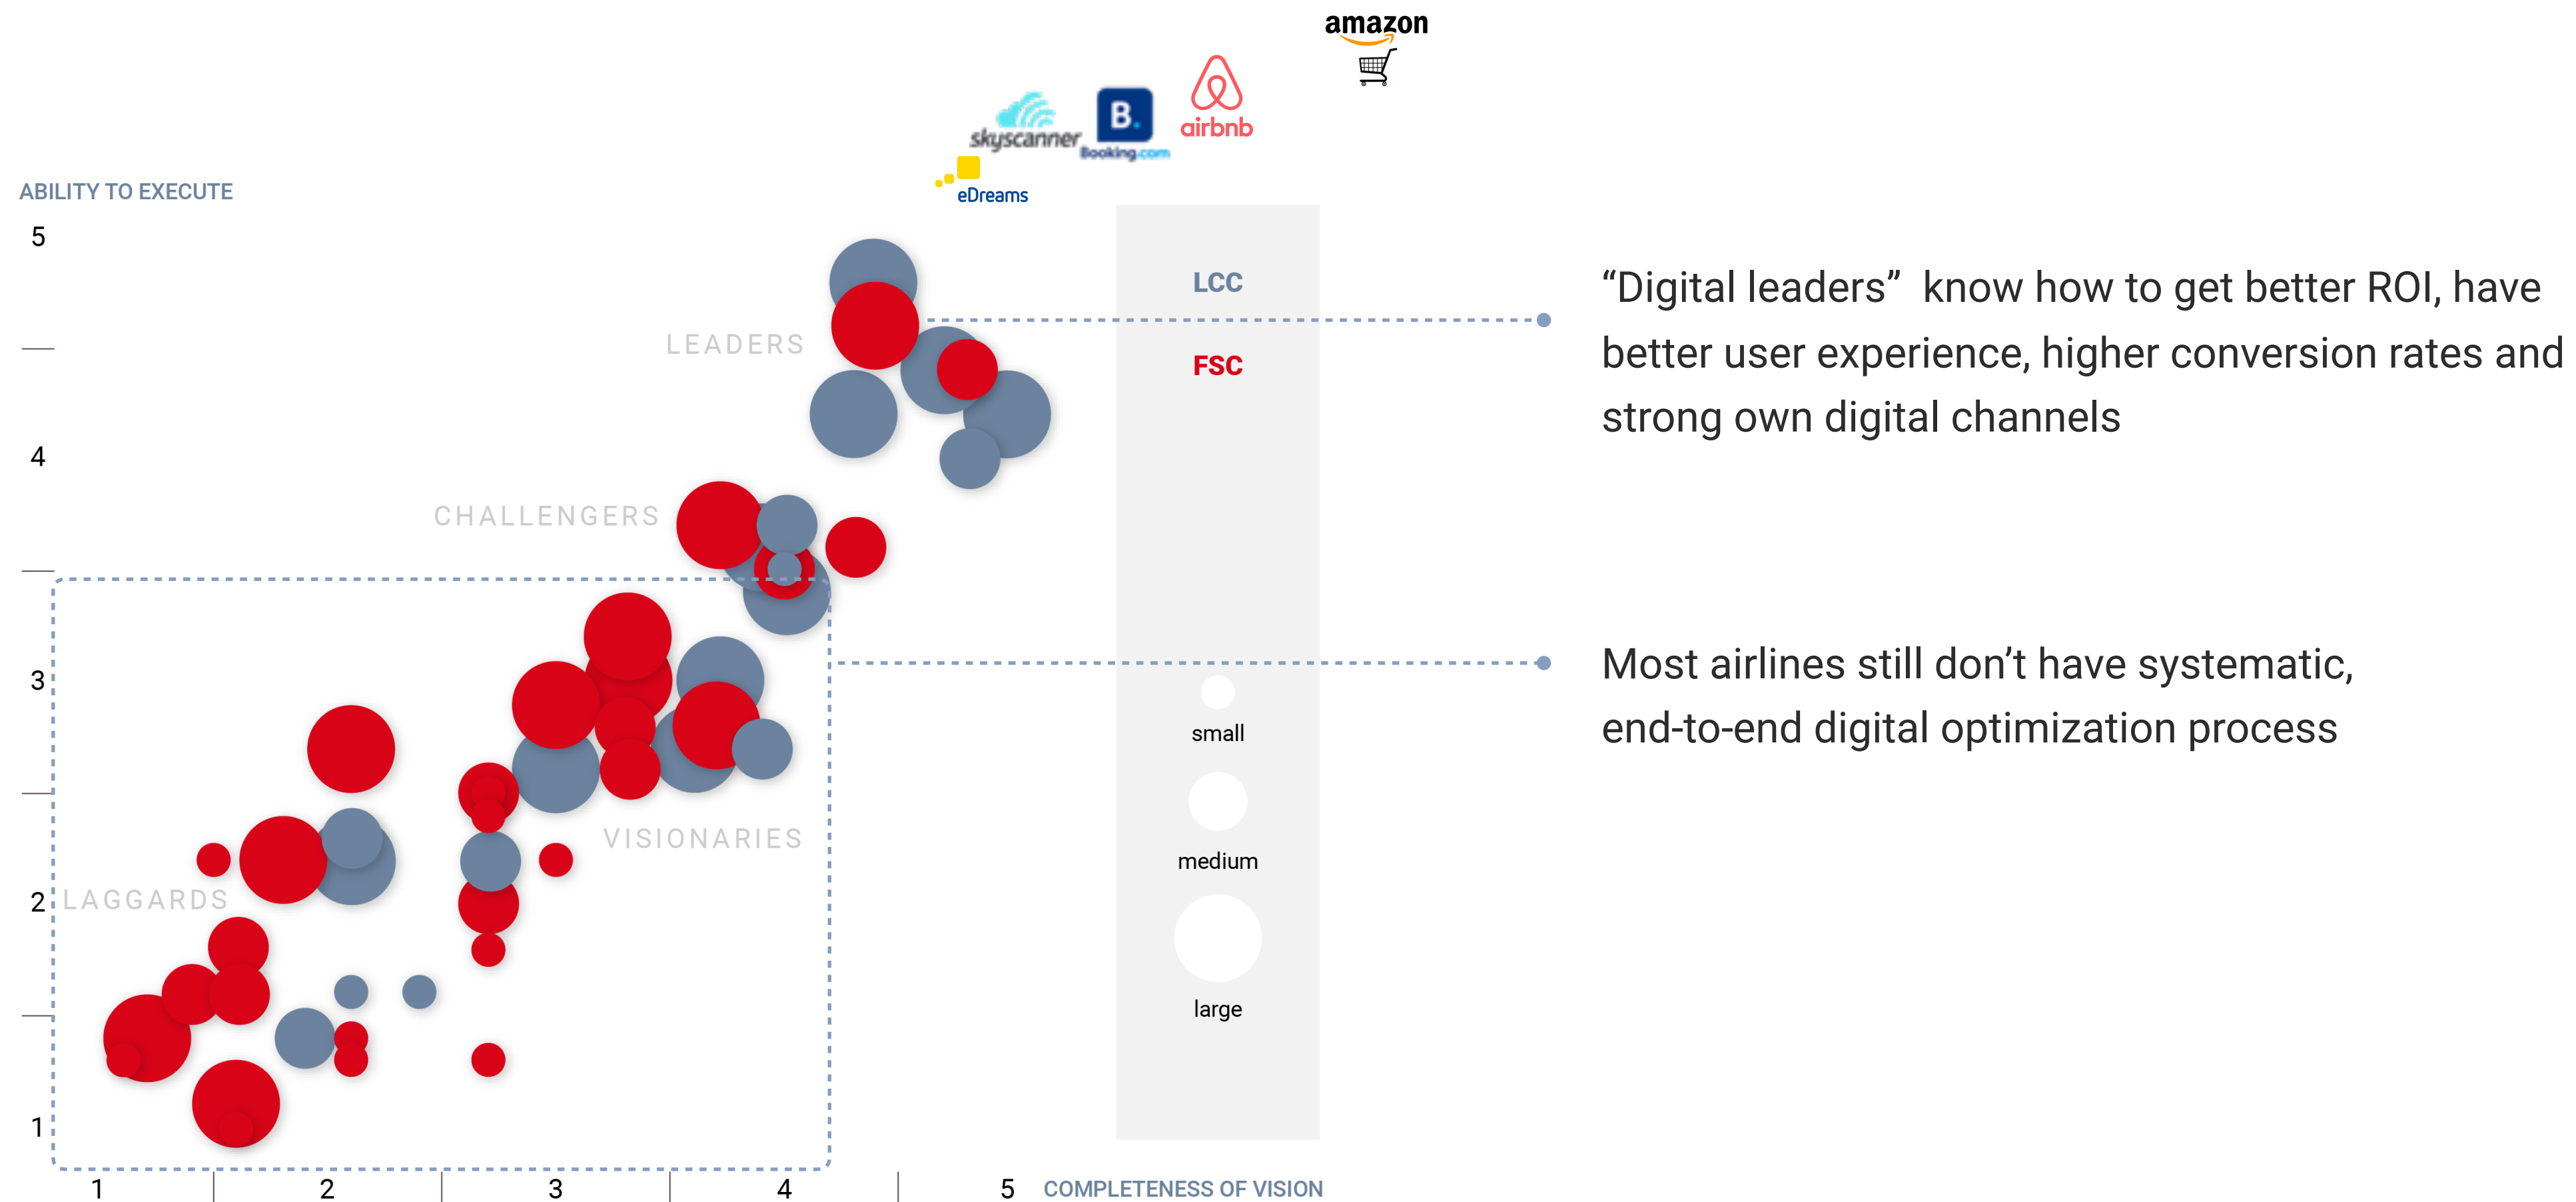 amazon
airbnb
skyscanner
Booking.com
eDreams
ABILITY TO EXECUTE
5
4
3
2
1
LEADERS
CHALLENGERS
VISIONARIES
LAGGARDS
LCC
FSC
small
medium
large
1 2 3 4 5 COMPLETENESS OF VISION
“Digital leaders”  know how to get better ROI, have
better user experience, higher conversion rates and
strong own digital channels
Most airlines still don’t have systematic,
end-to-end digital optimization process